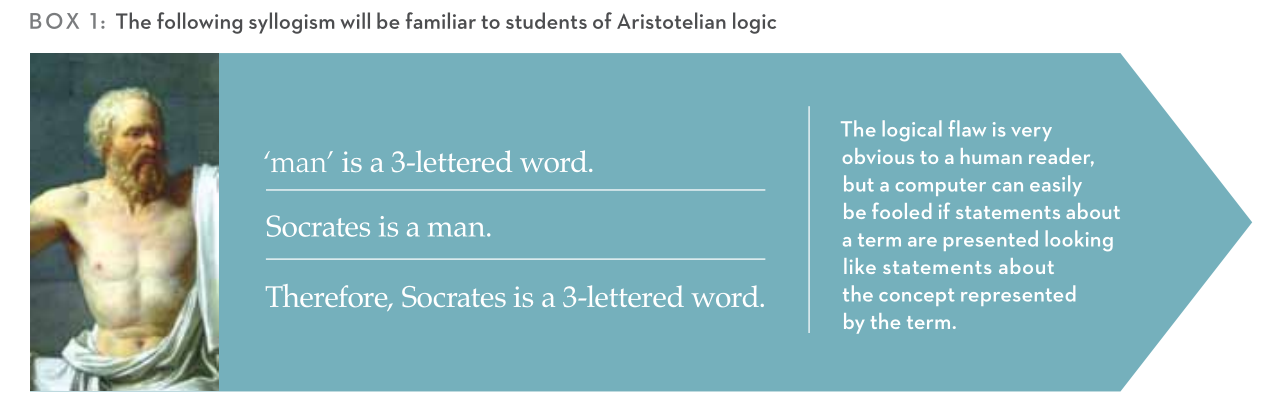 BOX 1: The following syllogism will be familiar to students of Aristotelian logic
‘man’ is a 3-lettered word.
Socrates is a man.
Therefore, Socrates is a 3-lettered word.
The logical flaw is very
obvious to a human reader,
but a computer can easily
be fooled if statements about
a term are presented looking
like statements about
the concept represented
by the term.